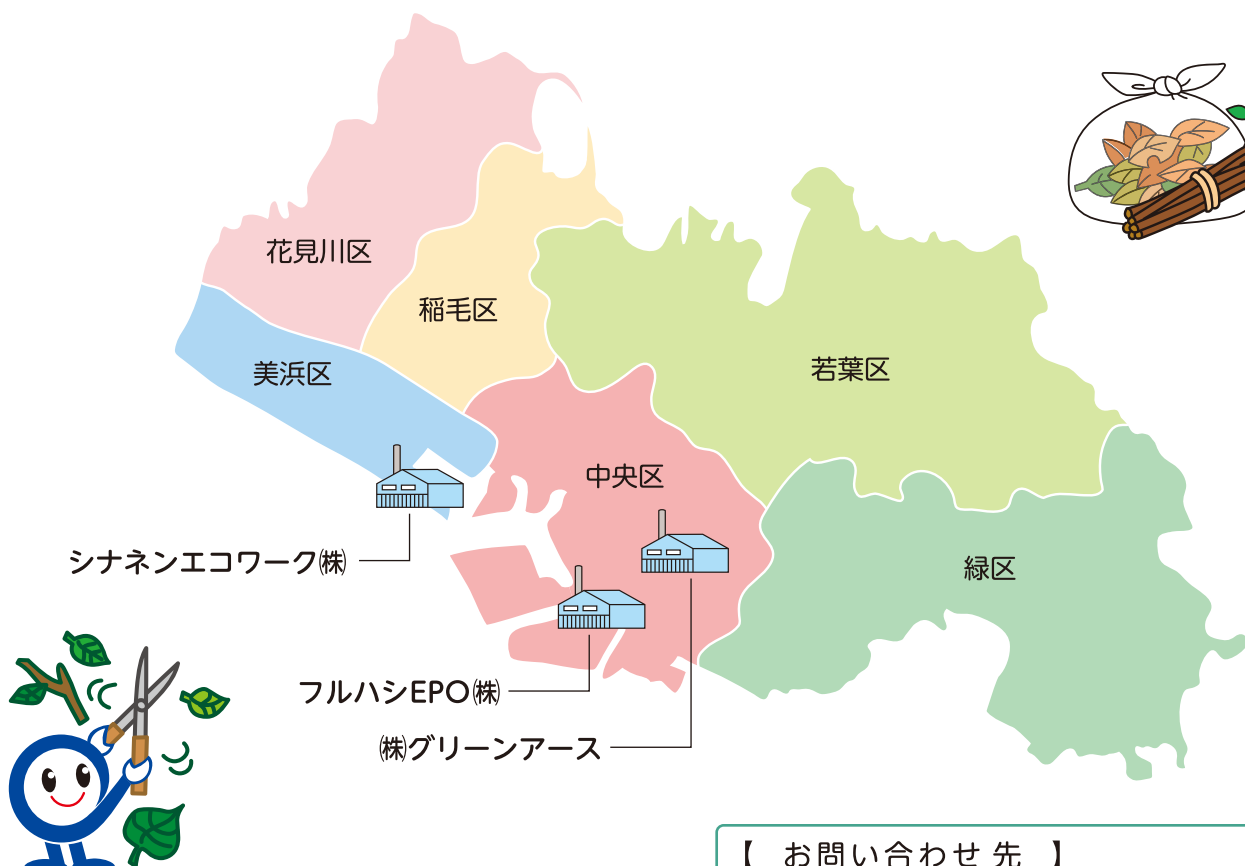 花見川区
稲毛区
美浜区
若葉区
中央区
緑区
シナネンエコワーク㈱
フルハシEPO㈱
㈱グリーンアース
【 お問い合わせ先 】